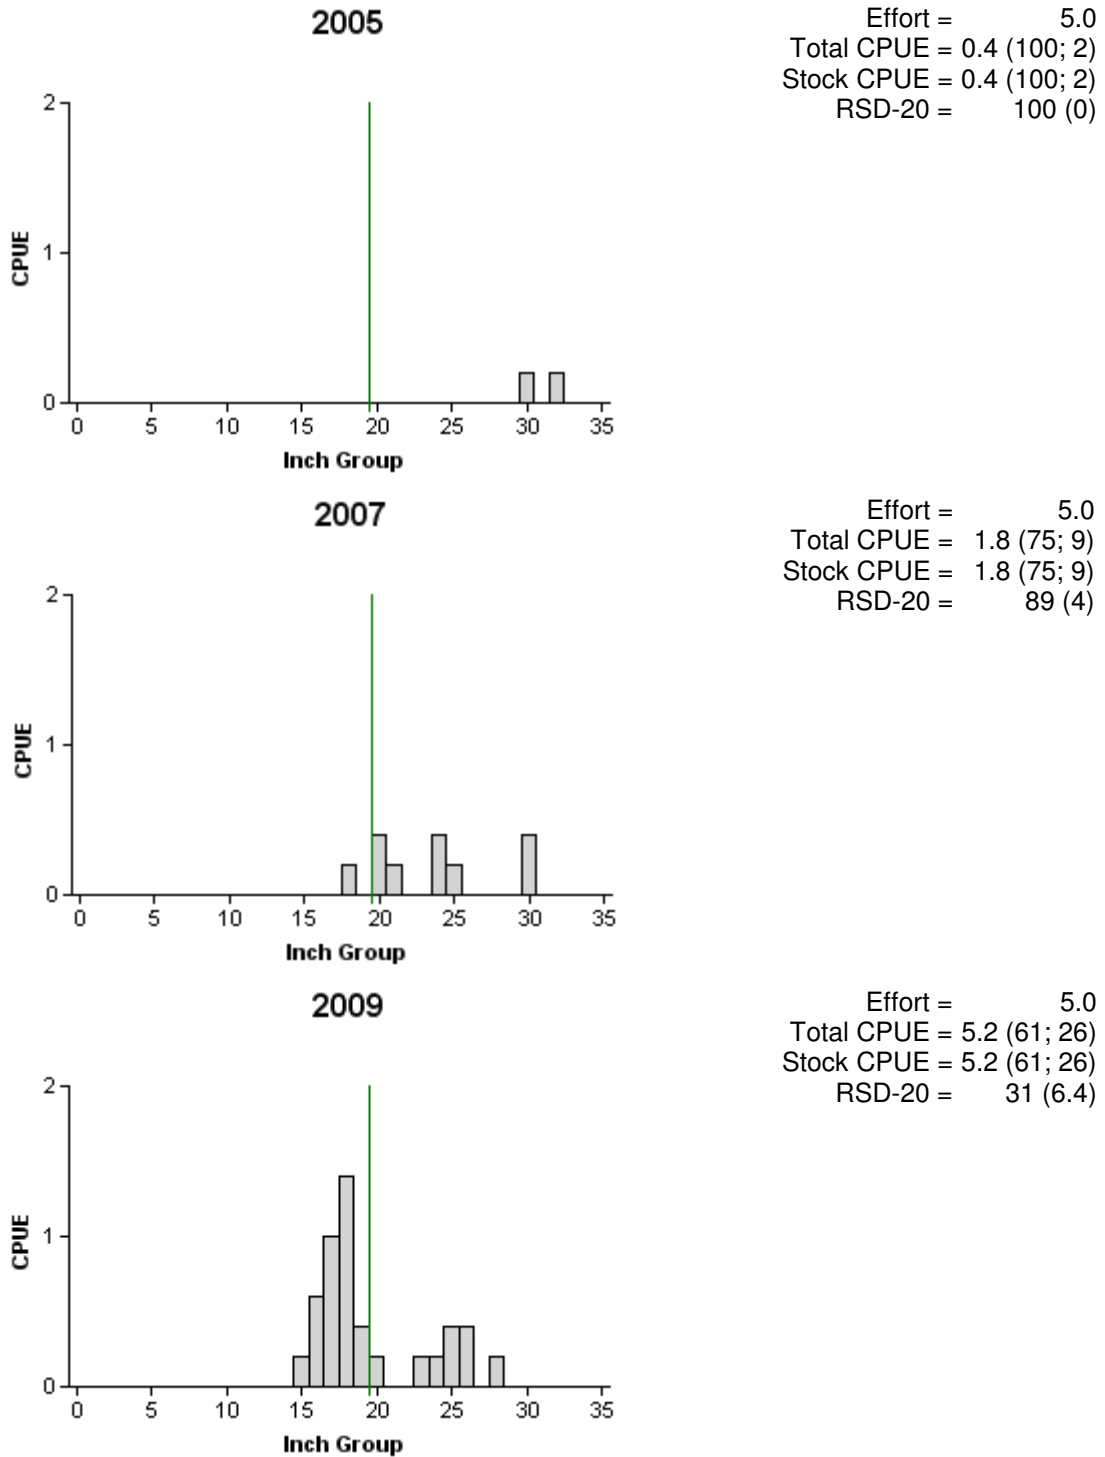 2005
Effort = 5.0
Total CPUE = 0.4 (100; 2)
Stock CPUE = 0.4 (100; 2)
RSD-20 = 100 (0)
2
1
0
CPUE
0 5 10 15 20 25 30 35
Inch Group
2007
Effort = 5.0
Total CPUE = 1.8 (75; 9)
Stock CPUE = 1.8 (75; 9)
RSD-20 = 89 (4)
2
1
0
CPUE
0 5 10 15 20 25 30 35
Inch Group
2009
Effort = 5.0
Total CPUE = 5.2 (61; 26)
Stock CPUE = 5.2 (61; 26)
RSD-20 = 31 (6.4)
2
1
0
CPUE
0 5 10 15 20 25 30 35
Inch Group